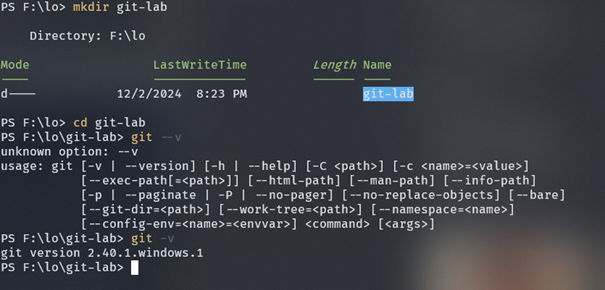 PS F:\lo> mkdir git-lab
Directory: F:\lo
Mode LastWriteTime Length Name
d---- 12/2/2024 8:23 PM git-lab
PS F:\lo> cd git-lab
PS F:\lo\git-lab> git --v
unknown option: --v
usage: git [-v | --version] [-h | --help] [-C <path>] [-c <name>=<value>]
[--exec-path[=<path>]] [--html-path] [--man-path] [--info-path]
[-p | --paginate | -P | --no-pager] [--no-replace-objects] [--bare]
[--git-dir=<path>] [--work-tree=<path>] [--namespace=<name>]
[--config-env=<name>=<envvar>] <command> [<args>]
PS F:\lo\git-lab> git -v
git version 2.40.1.windows.1
PS F:\lo\git-lab>